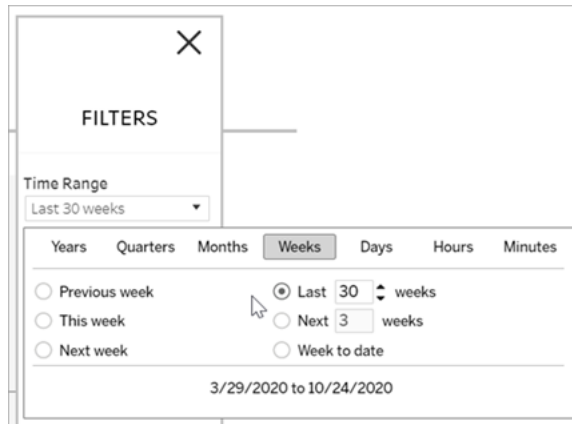 FILTERS
Time Range
Last 30 weeks
Years Quarters Months Weeks Days Hours Minutes
Previous week Last 30 weeks
This week Next 3 weeks
Next week Week to date
3/29/2020 to 10/24/2020